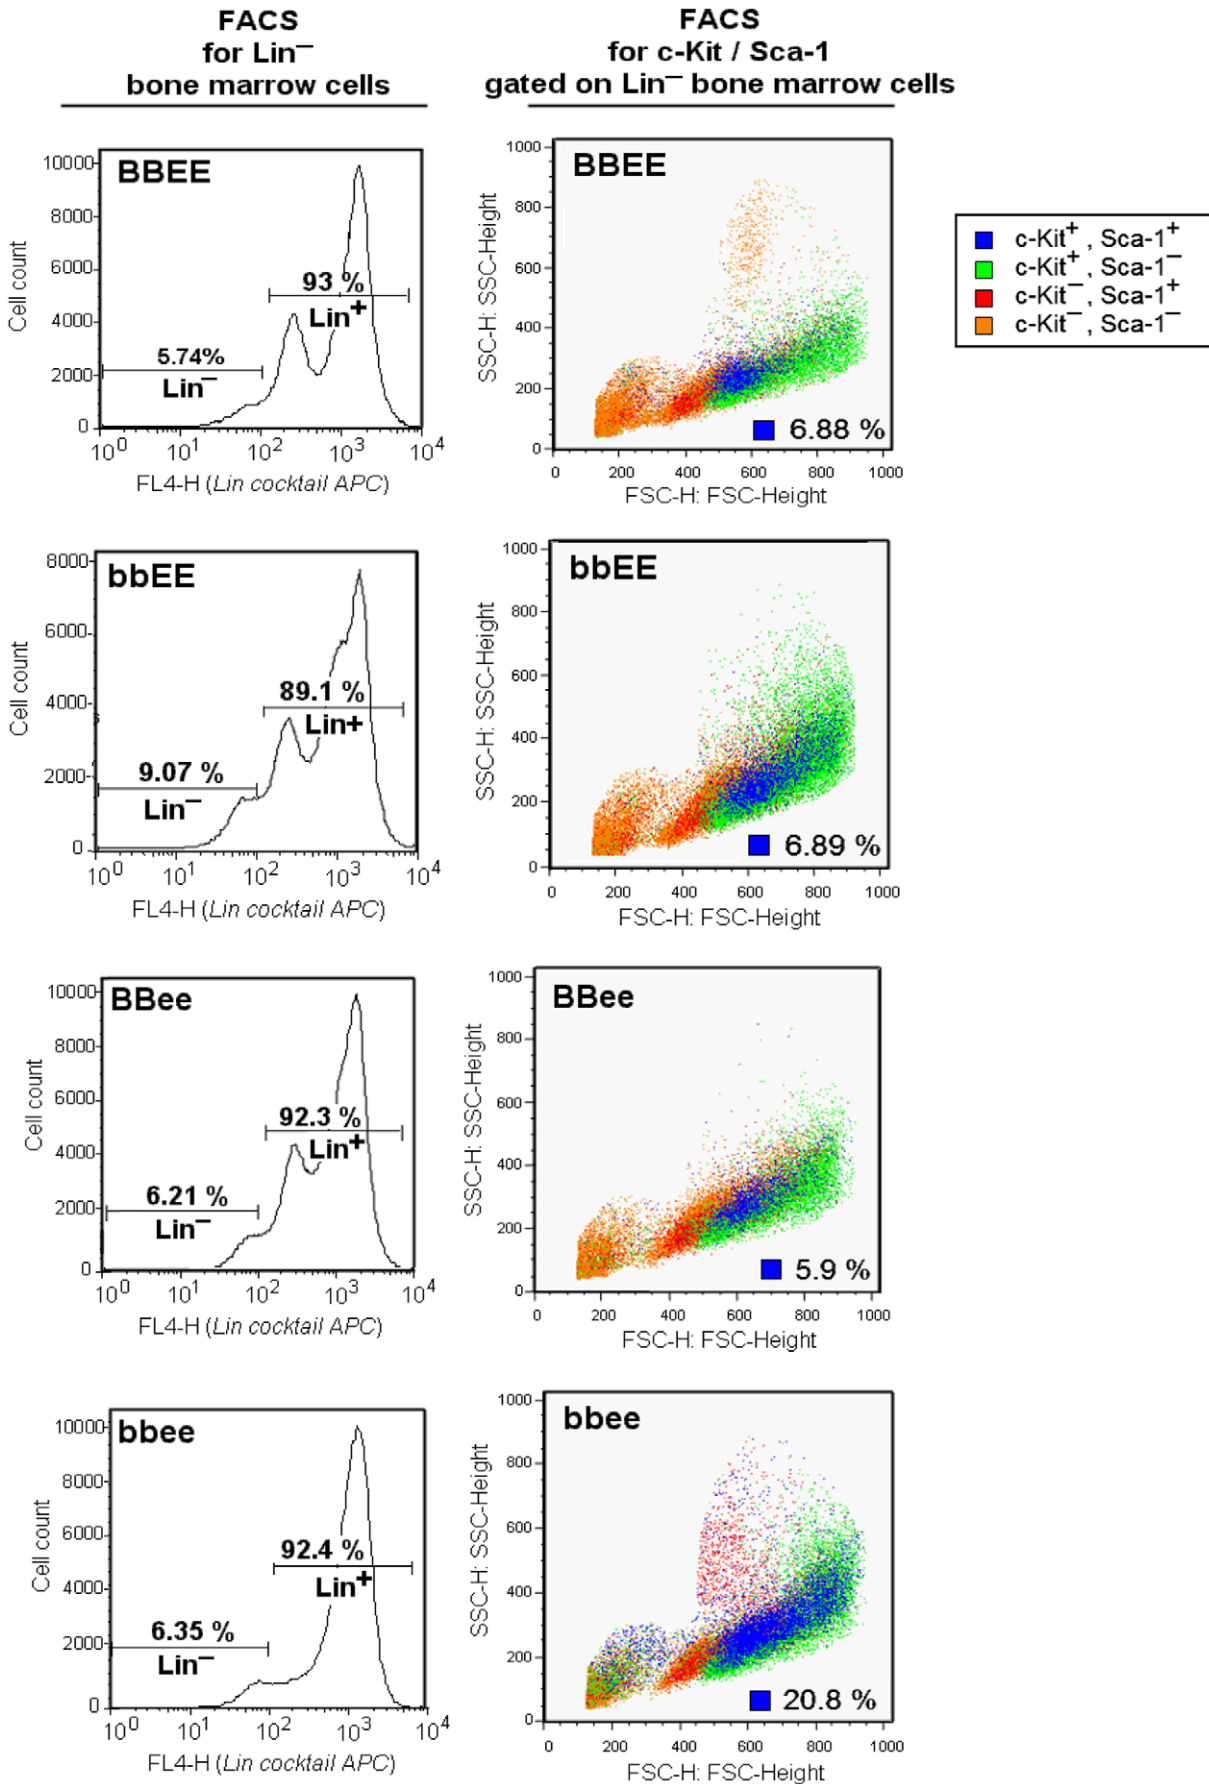 FACS
for Lin⁻
bone marrow cells
FACS
for c-Kit / Sca-1
gated on Lin⁻ bone marrow cells
BBEE
10000
8000
6000
4000
2000
0
Cell count
93 %
Lin⁺
5.74%
Lin⁻
10⁰ 10¹ 10² 10³ 10⁴
FL4-H (Lin cocktail APC)
BBEE
1000
800
600
400
200
0
SSC-H: SSC-Height
6.88 %
0 200 400 600 800 1000
FSC-H: FSC-Height
c-Kit⁺ , Sca-1⁺
c-Kit⁺ , Sca-1⁻
c-Kit⁻ , Sca-1⁺
c-Kit⁻ , Sca-1⁻
bbEE
8000
6000
4000
2000
0
Cell count
89.1 %
Lin+
9.07 %
Lin⁻
10⁰ 10¹ 10² 10³ 10⁴
FL4-H (Lin cocktail APC)
bbEE
1000
800
600
400
200
0
SSC-H: SSC-Height
6.89 %
0 200 400 600 800 1000
FSC-H: FSC-Height
BBee
10000
8000
6000
4000
2000
0
Cell count
92.3 %
Lin⁺
6.21 %
Lin⁻
10⁰ 10¹ 10² 10³ 10⁴
FL4-H (Lin cocktail APC)
BBee
1000
800
600
400
200
0
SSC-H: SSC-Height
5.9 %
0 200 400 600 800 1000
FSC-H: FSC-Height
bbee
10000
8000
6000
4000
2000
0
Cell count
92.4 %
Lin⁺
6.35 %
Lin⁻
10⁰ 10¹ 10² 10³ 10⁴
FL4-H (Lin cocktail APC)
bbee
1000
800
600
400
200
0
SSC-H: SSC-Height
20.8 %
0 200 400 600 800 1000
FSC-H: FSC-Height